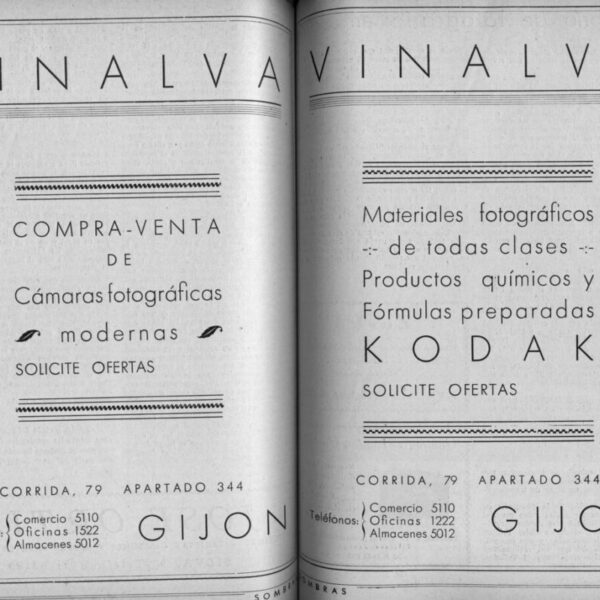 INALVA
COMPRA-VENTA
DE
Cámaras fotográficas
modernas
SOLICITE OFERTAS
CORRIDA, 79 APARTADO 344
Comercio 5110
Oficinas 1522
Almacenes 5012
GIJON
SOMBR
VINALV
Materiales fotográficos
-:- de todas clases -:-
Productos químicos y
Fórmulas preparadas
KODAK
SOLICITE OFERTAS
CORRIDA, 79 APARTADO 344
Teléfonos:
Comercio 5110
Oficinas 1222
Almacenes 5012
GIJO
OMBRAS